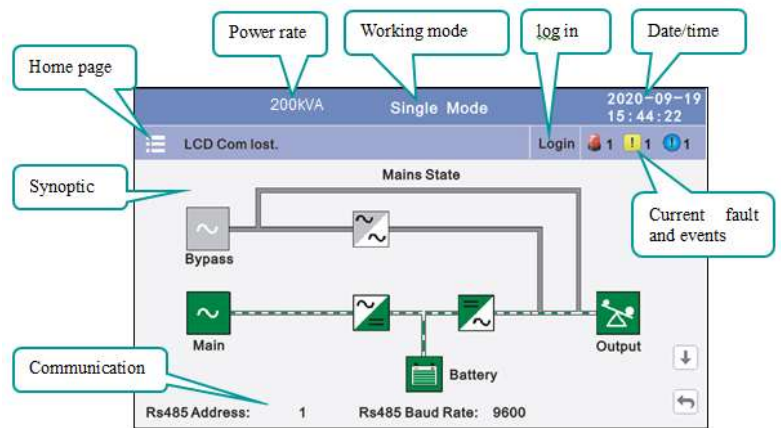 Power rate
Working mode
log in
Date/time
Home page
200kVA
Single Mode
2020-09-19
15:44:22
LCD Com lost.
Login
1
! 1
! 1
Mains State
Synoptic
Current fault
and events
Bypass
Main
Output
Battery
Communication
Rs485 Address: 1 Rs485 Baud Rate: 9600